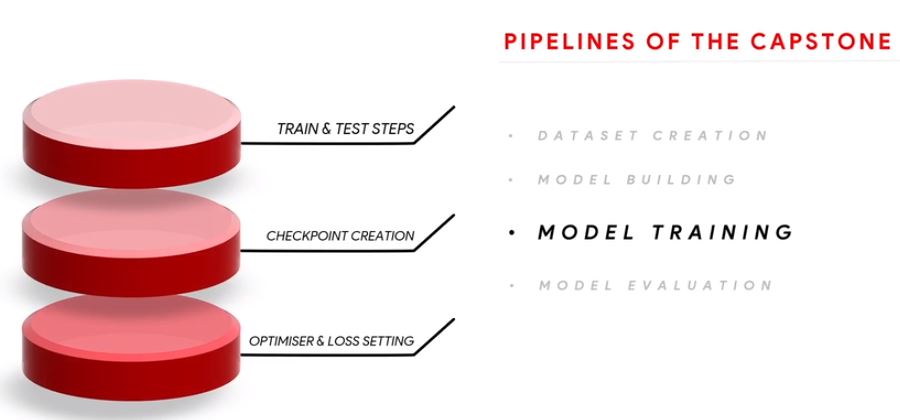 PIPELINES OF THE CAPSTONE
TRAIN & TEST STEPS
CHECKPOINT CREATION
OPTIMISER & LOSS SETTING
• DATASET CREATION
• MODEL BUILDING
• MODEL TRAINING
• MODEL EVALUATION